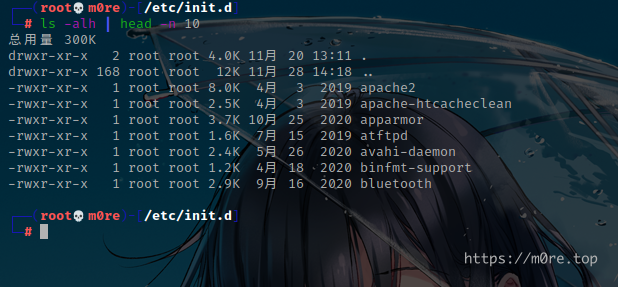 ┌──(root💀m0re)-[/etc/init.d]
└─# ls -alh | head -n 10
总用量 300K
drwxr-xr-x   2 root root 4.0K 11月 20 13:11 .
drwxr-xr-x 168 root root  12K 11月 28 14:18 ..
-rwxr-xr-x   1 root root 8.0K  4月  3  2019 apache2
-rwxr-xr-x   1 root root 2.5K  4月  3  2019 apache-htcacheclean
-rwxr-xr-x   1 root root 3.7K 10月 25  2020 apparmor
-rwxr-xr-x   1 root root 1.6K  7月 15  2019 atftpd
-rwxr-xr-x   1 root root 2.4K  5月 26  2020 avahi-daemon
-rwxr-xr-x   1 root root 1.2K  4月 18  2020 binfmt-support
-rwxr-xr-x   1 root root 2.9K  9月 16  2020 bluetooth
┌──(root💀m0re)-[/etc/init.d]
└─#
https://m0re.top